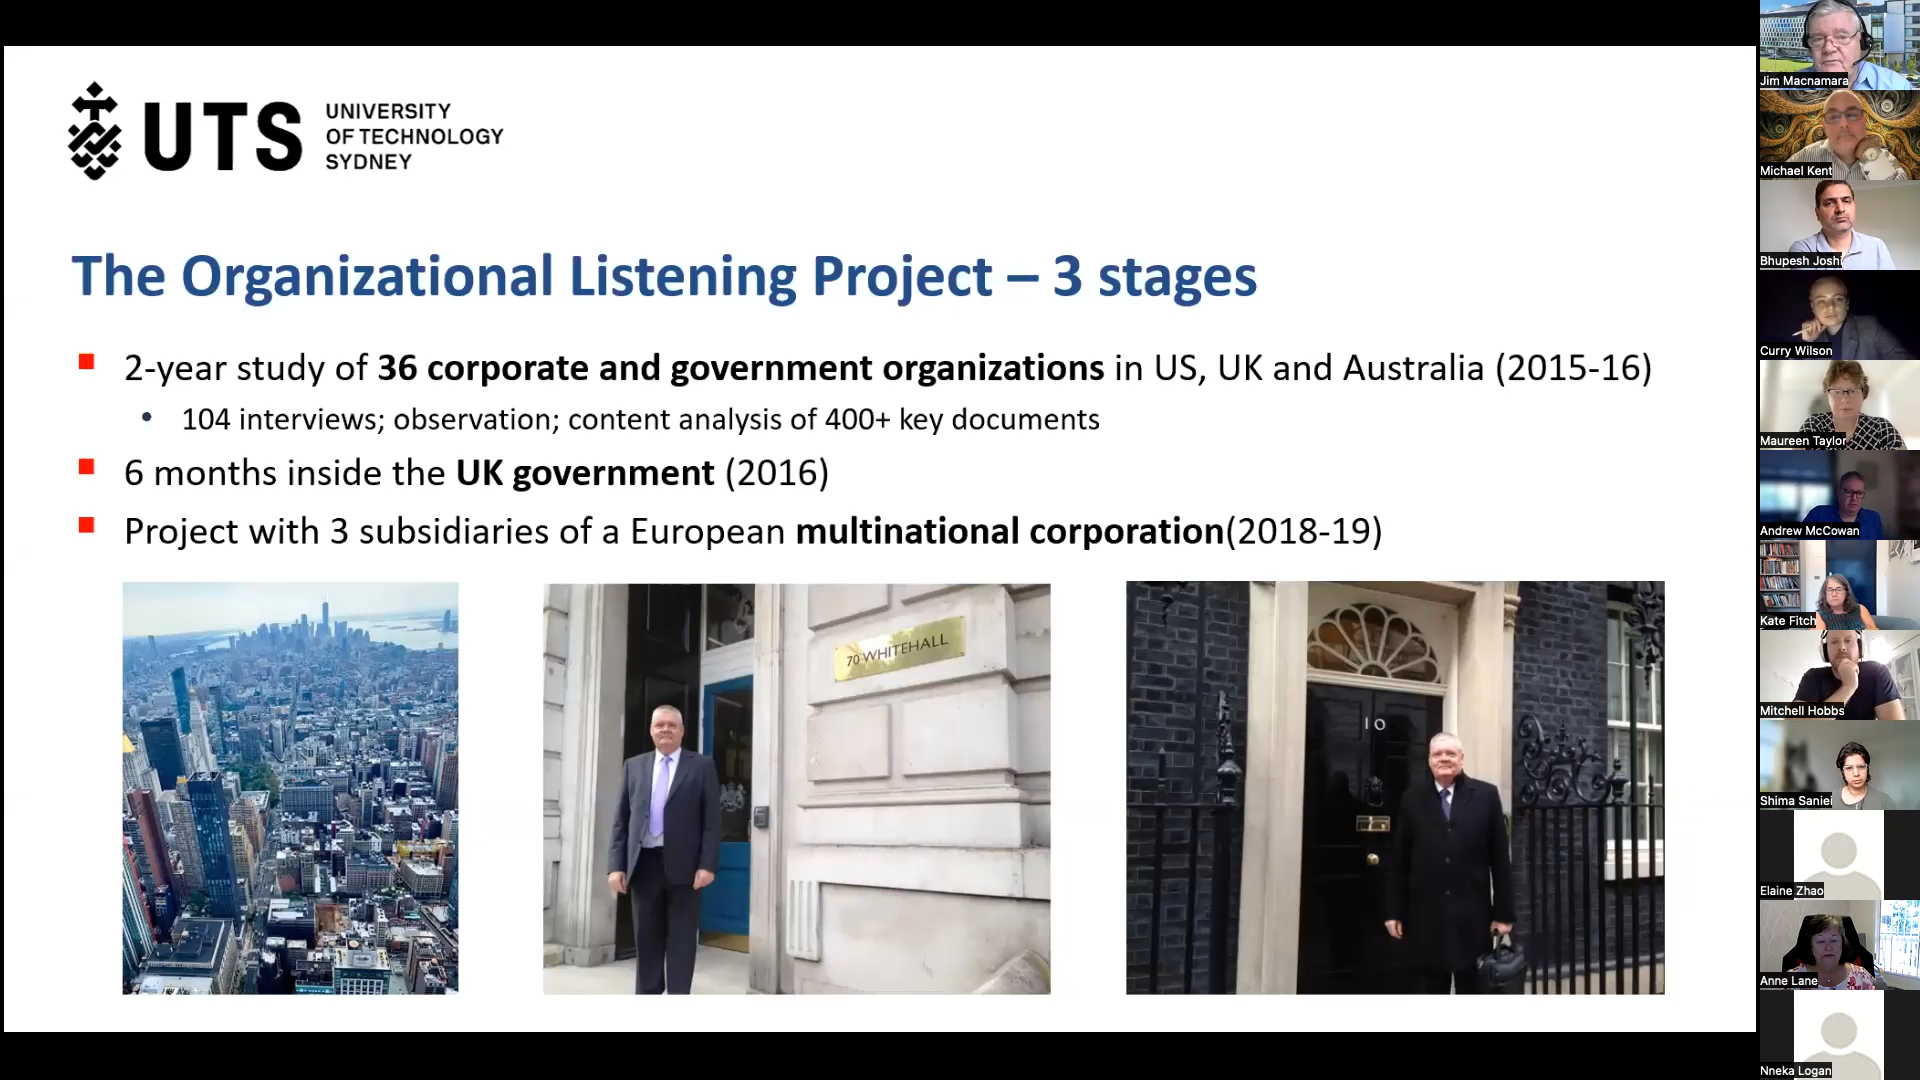 UTS
UNIVERSITY
OF TECHNOLOGY
SYDNEY
The Organizational Listening Project – 3 stages
2-year study of 36 corporate and government organizations in US, UK and Australia (2015-16)
104 interviews; observation; content analysis of 400+ key documents
6 months inside the UK government (2016)
Project with 3 subsidiaries of a European multinational corporation(2018-19)
70 WHITEHALL
10
Jim Macnamara
Michael Kent
Bhupesh Joshi
Curry Wilson
Maureen Taylor
Andrew McCowan
Kate Fitch
Mitchell Hobbs
Shima Saniei
Elaine Zhao
Anne Lane
Nneka Logan